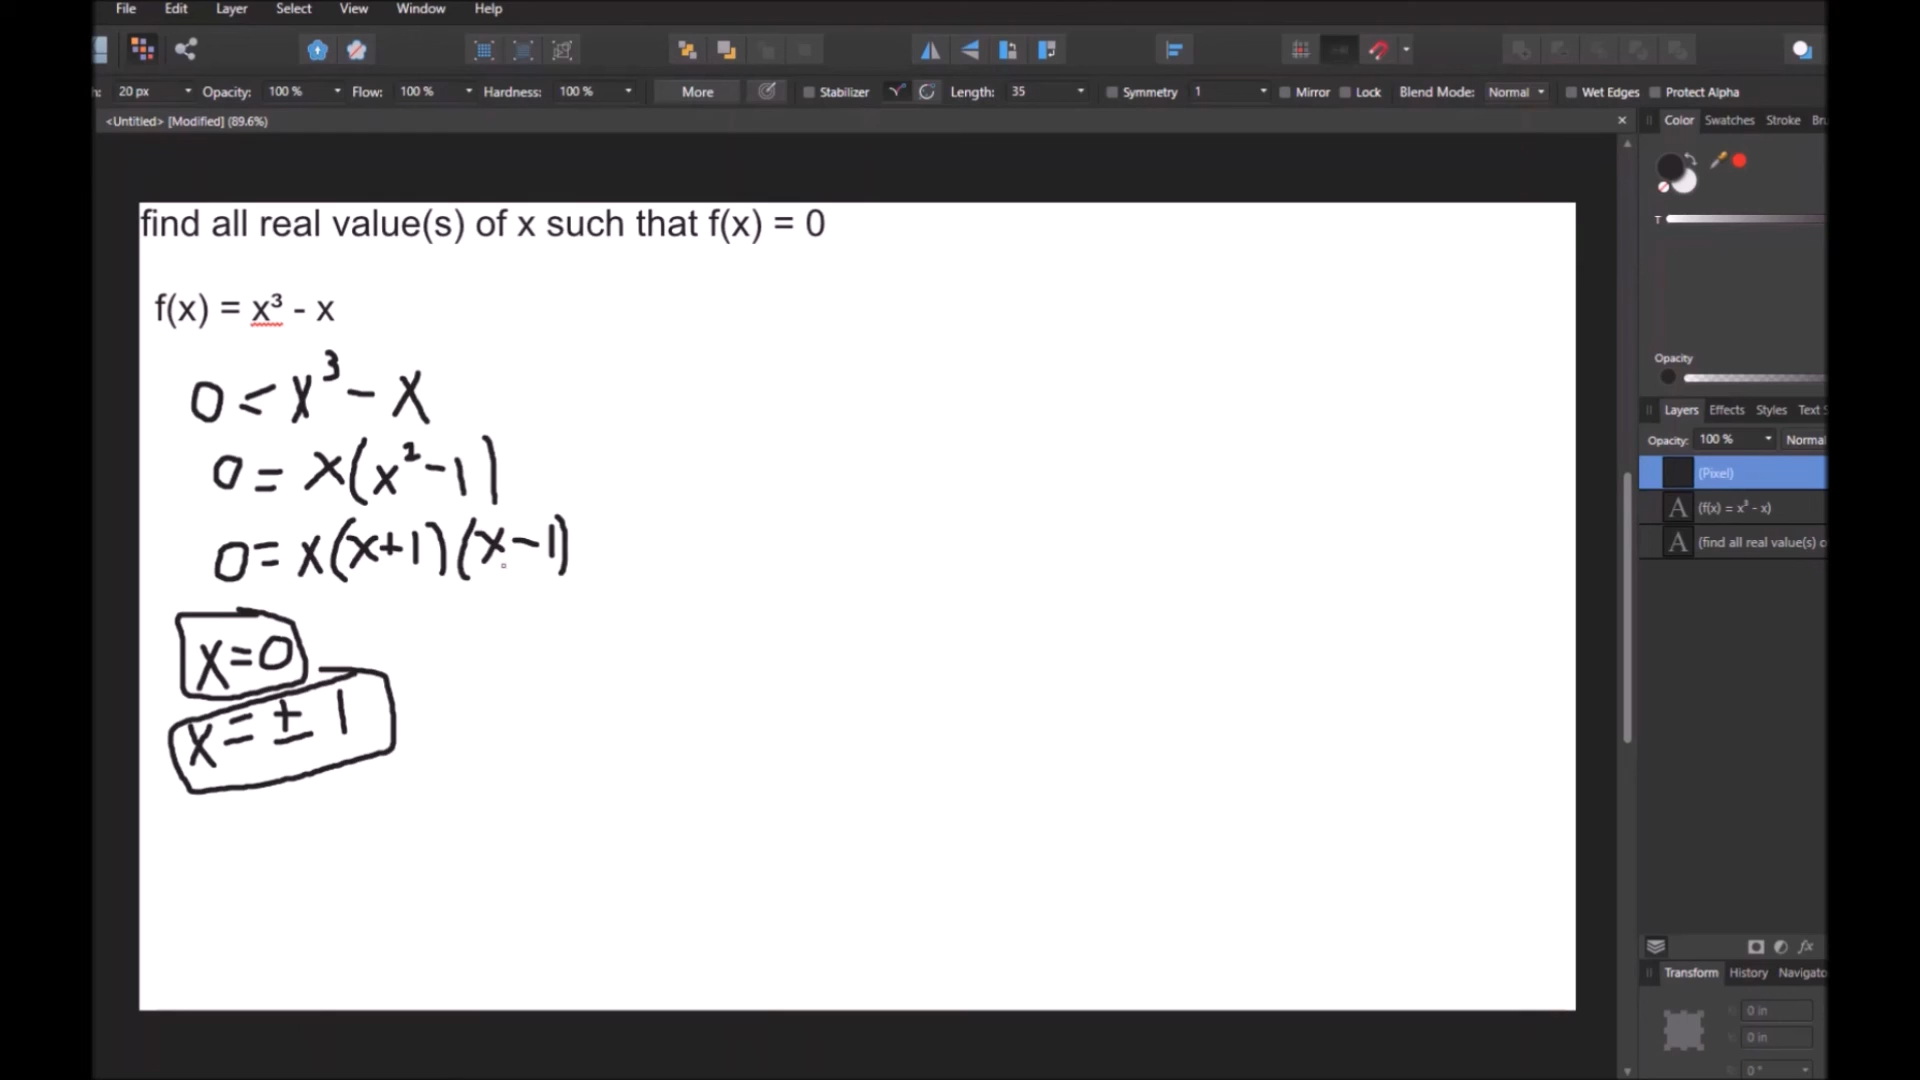 File Edit Layer Select View Window Help
20 px Opacity: 100 % Flow: 100 % Hardness: 100 % More Stabilizer Length: 35 Symmetry 1 Mirror Lock Blend Mode: Normal Wet Edges Protect Alpha
<Untitled> [Modified] (89.6%)
Color Swatches Stroke
find all real value(s) of x such that f(x) = 0
f(x) = x³ - x
0 = x³ - x
0 = x(x² - 1)
0 = x(x+1)(x-1)
x = 0
x = ± 1
Opacity
Layers Effects Styles Text
Opacity: 100 % Normal
(Pixel)
A (f(x) = x³ - x)
A (find all real value(s)
fx
Transform History
0 in
0 in
0 °